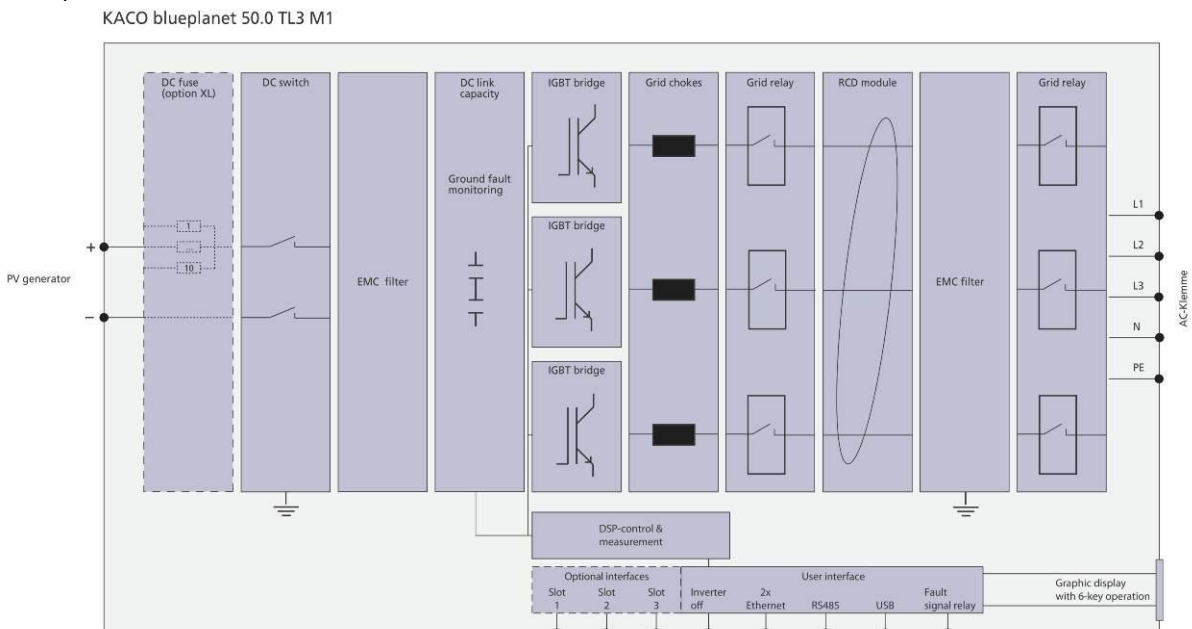 KACO blueplanet 50.0 TL3 M1
DC fuse
(option XL)
DC switch
DC link
capacity
IGBT bridge
Grid chokes
Grid relay
RCD module
Grid relay
Ground fault
monitoring
1
...
10
+
−
PV generator
EMC filter
IGBT bridge
IGBT bridge
EMC filter
L1
L2
L3
N
PE
AC-Klemme
DSP-control &
measurement
Optional interfaces
User interface
Slot
1
Slot
2
Slot
3
Inverter
off
2x
Ethernet
RS485
USB
Fault
signal relay
Graphic display
with 6-key operation